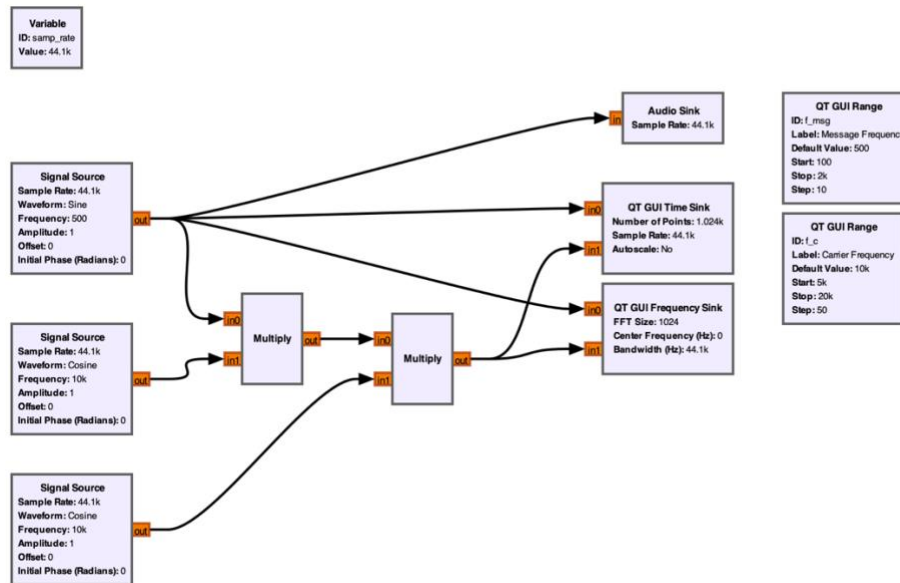 Variable
ID: samp_rate
Value: 44.1k
Audio Sink
Sample Rate: 44.1k
in
QT GUI Range
ID: f_msg
Label: Message Frequenc
Default Value: 500
Start: 100
Stop: 2k
Step: 10
Signal Source
Sample Rate: 44.1k
Waveform: Sine
Frequency: 500
Amplitude: 1
Offset: 0
Initial Phase (Radians): 0
out
QT GUI Time Sink
Number of Points: 1.024k
Sample Rate: 44.1k
Autoscale: No
in0
in1
QT GUI Range
ID: f_c
Label: Carrier Frequency
Default Value: 10k
Start: 5k
Stop: 20k
Step: 50
QT GUI Frequency Sink
FFT Size: 1024
Center Frequency (Hz): 0
Bandwidth (Hz): 44.1k
in0
in1
Multiply
in0
in1
out
Multiply
in0
in1
out
Signal Source
Sample Rate: 44.1k
Waveform: Cosine
Frequency: 10k
Amplitude: 1
Offset: 0
Initial Phase (Radians): 0
out
Signal Source
Sample Rate: 44.1k
Waveform: Cosine
Frequency: 10k
Amplitude: 1
Offset: 0
Initial Phase (Radians): 0
out